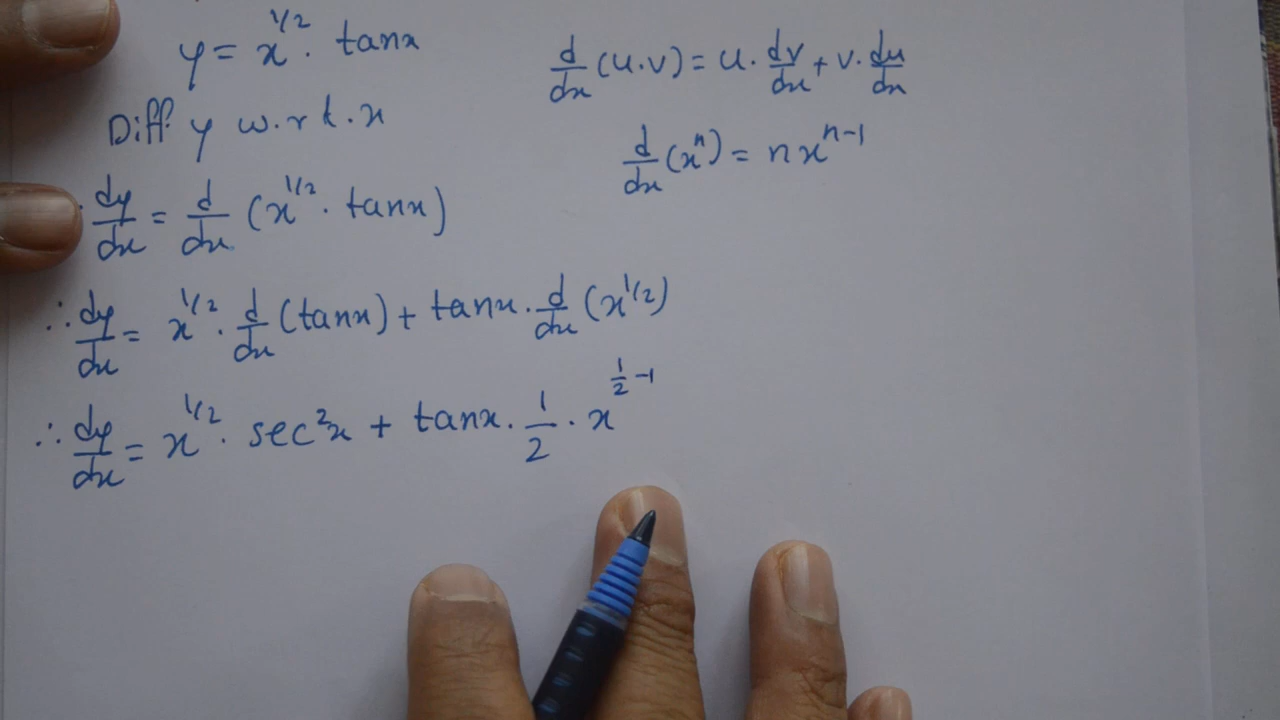 y = x^{1/2} · tanx
Diff y w.r.t.x
dy/dx = d/dx (x^{1/2} · tanx)
∴ dy/dx = x^{1/2} · d/dx (tanx) + tanx · d/dx (x^{1/2})
∴ dy/dx = x^{1/2} · sec²x + tanx · 1/2 · x^{1/2 - 1}
d/dx (u·v) = u · dv/dx + v · du/dx
d/dx (x^n) = nx^{n-1}